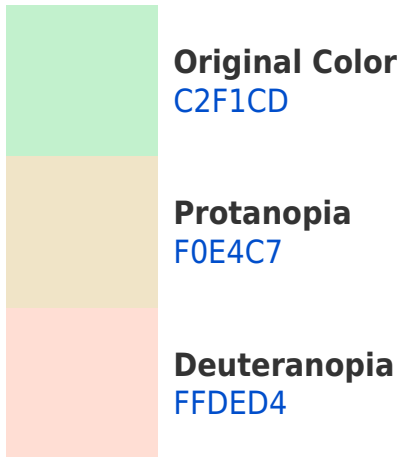 Original Color
C2F1CD
Protanopia
F0E4C7
Deuteranopia
FFDED4